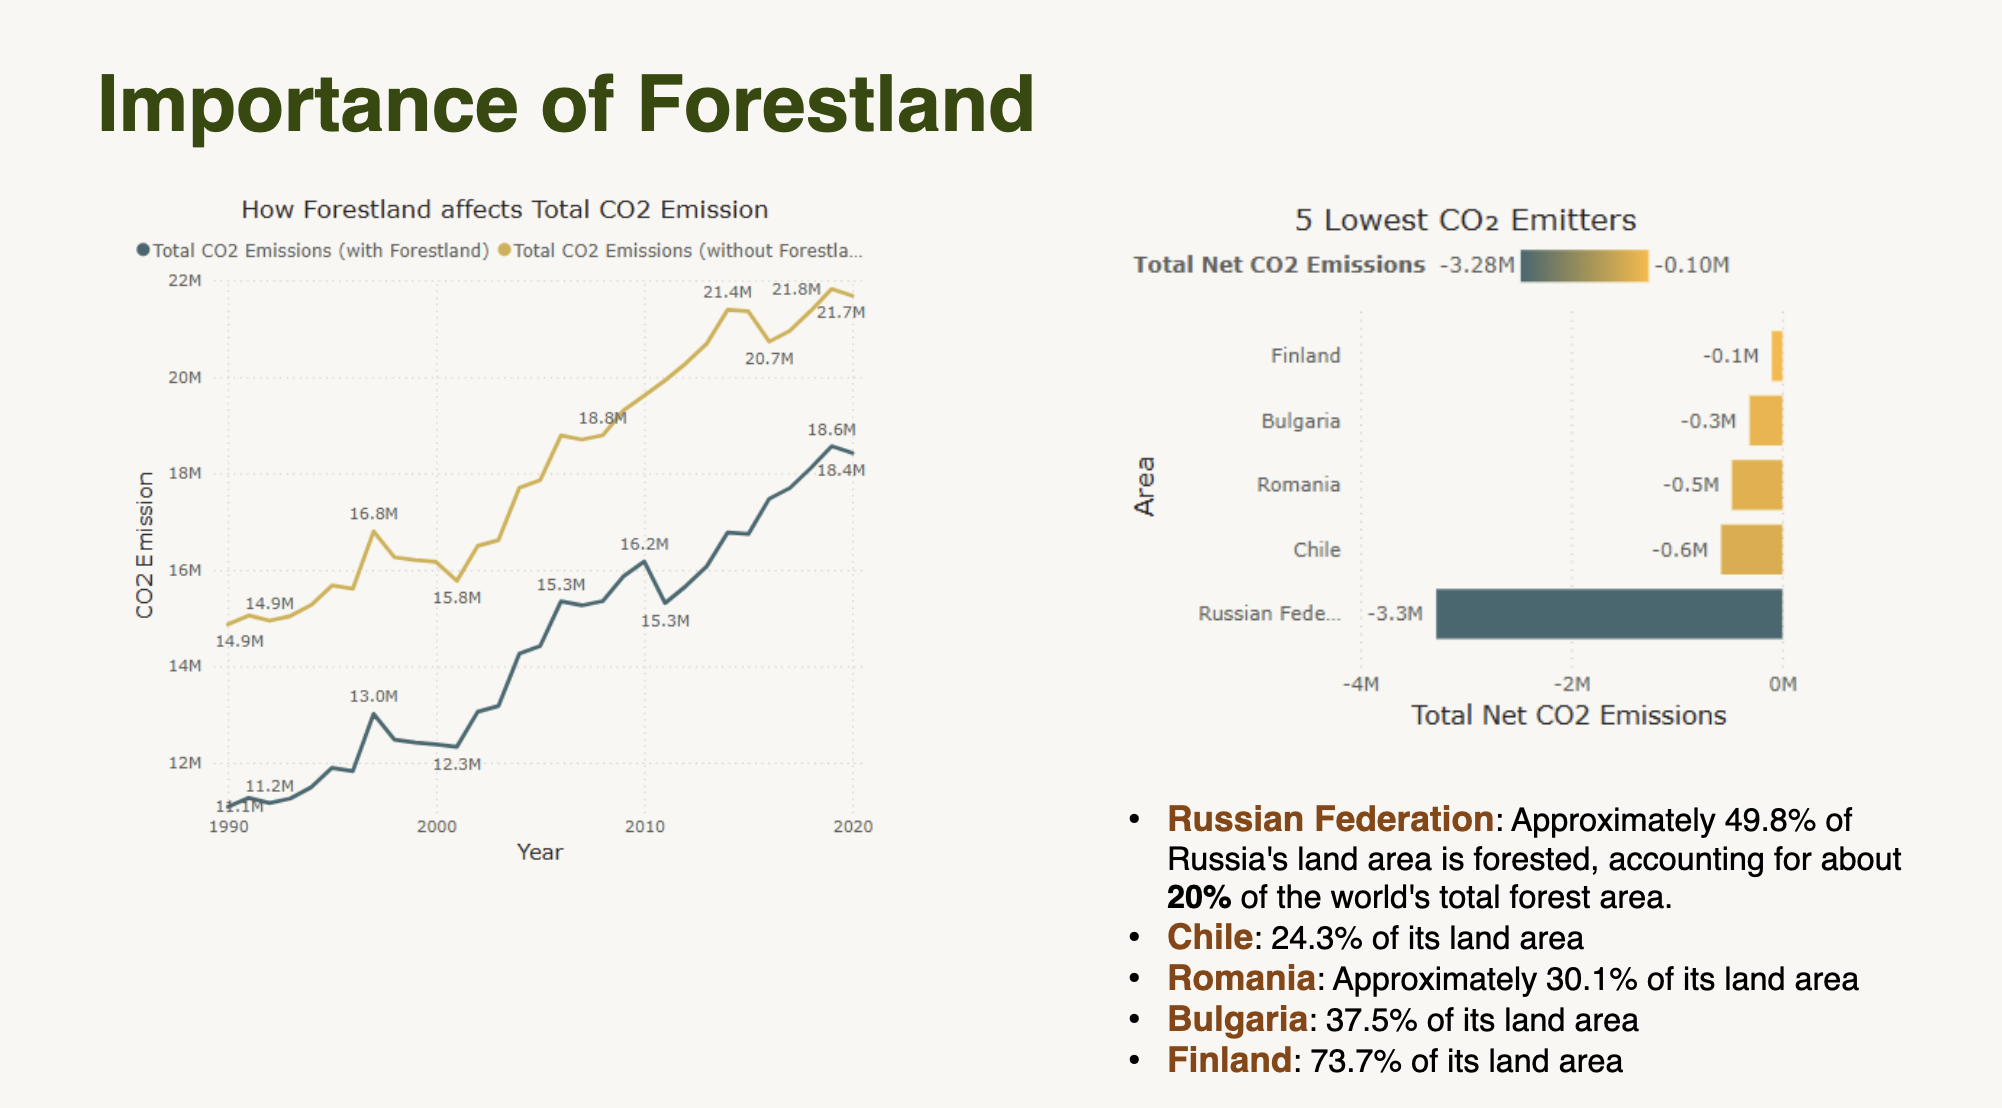 Importance of Forestland
How Forestland affects Total CO2 Emission
Total CO2 Emissions (with Forestland) Total CO2 Emissions (without Forestla...
CO2 Emission
22M
20M
18M
16M
14M
12M
21.4M
21.8M
21.7M
20.7M
18.8M
18.6M
18.4M
16.8M
16.2M
15.3M
15.8M
15.3M
14.9M
14.9M
13.0M
12.3M
11.2M
11.1M
1990 2000 2010 2020
Year
5 Lowest CO₂ Emitters
Total Net CO2 Emissions -3.28M -0.10M
Area
Finland -0.1M
Bulgaria -0.3M
Romania -0.5M
Chile -0.6M
Russian Fede... -3.3M
-4M -2M 0M
Total Net CO2 Emissions
• Russian Federation: Approximately 49.8% of
Russia's land area is forested, accounting for about
20% of the world's total forest area.
• Chile: 24.3% of its land area
• Romania: Approximately 30.1% of its land area
• Bulgaria: 37.5% of its land area
• Finland: 73.7% of its land area